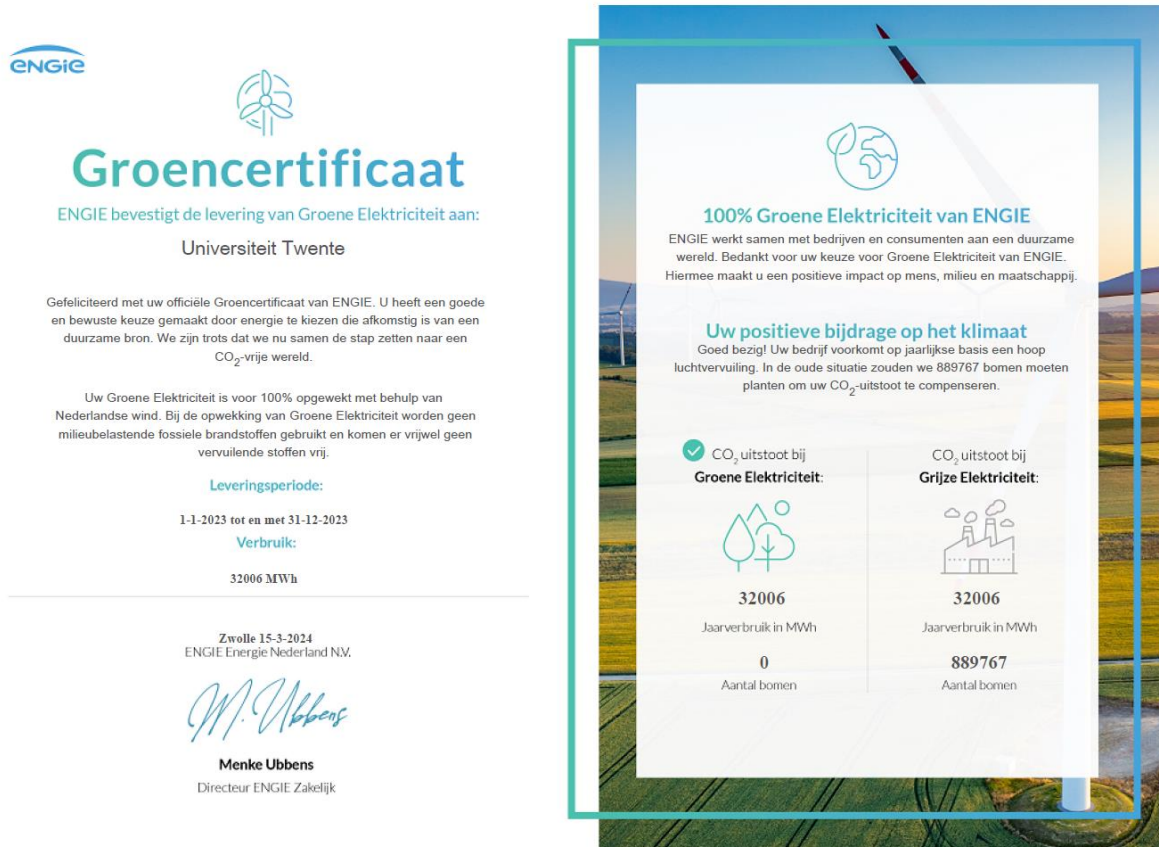 ENGIE
Groencertificaat
ENGIE bevestigt de levering van Groene Elektriciteit aan:
Universiteit Twente
Gefeliciteerd met uw officiële Groencertificaat van ENGIE. U heeft een goede
en bewuste keuze gemaakt door energie te kiezen die afkomstig is van een
duurzame bron. We zijn trots dat we nu samen de stap zetten naar een
CO₂-vrije wereld.
Uw Groene Elektriciteit is voor 100% opgewekt met behulp van
Nederlandse wind. Bij de opwekking van Groene Elektriciteit worden geen
milieubelastende fossiele brandstoffen gebruikt en komen er vrijwel geen
vervuilende stoffen vrij.
Leveringsperiode:
1-1-2023 tot en met 31-12-2023
Verbruik:
32006 MWh
Zwolle 15-3-2024
ENGIE Energie Nederland N.V.
M. Ubbens
Menke Ubbens
Directeur ENGIE Zakelijk
100% Groene Elektriciteit van ENGIE
ENGIE werkt samen met bedrijven en consumenten aan een duurzame
wereld. Bedankt voor uw keuze voor Groene Elektriciteit van ENGIE.
Hiermee maakt u een positieve impact op mens, milieu en maatschappij.
Uw positieve bijdrage op het klimaat
Goed bezig! Uw bedrijf voorkomt op jaarlijkse basis een hoop
luchtvervuiling. In de oude situatie zouden we 889767 bomen moeten
planten om uw CO₂-uitstoot te compenseren.
CO₂ uitstoot bij
Groene Elektriciteit:
32006
Jaarverbruik in MWh
0
Aantal bomen
CO₂ uitstoot bij
Grijze Elektriciteit:
32006
Jaarverbruik in MWh
889767
Aantal bomen